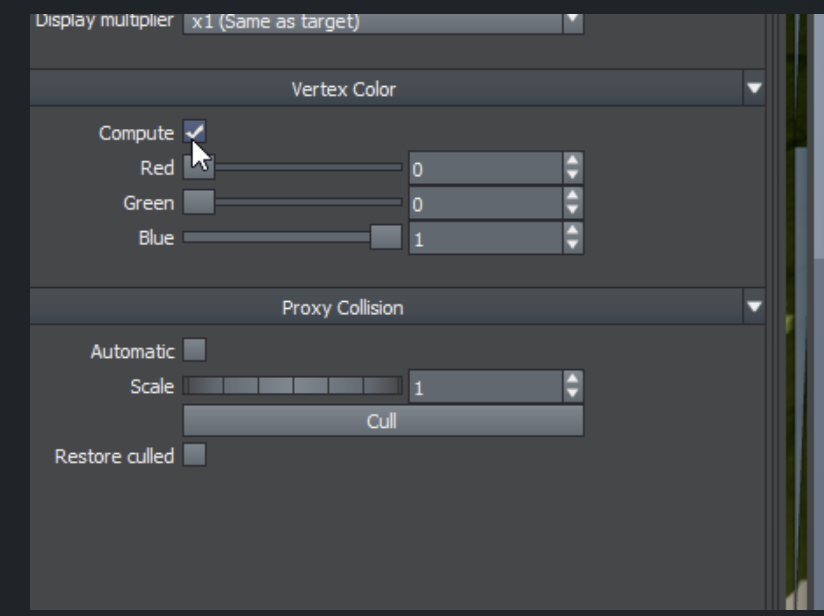 Display multiplier x1 (Same as target)
Vertex Color
Compute
Red 0
Green 0
Blue 1
Proxy Collision
Automatic
Scale 1
Cull
Restore culled